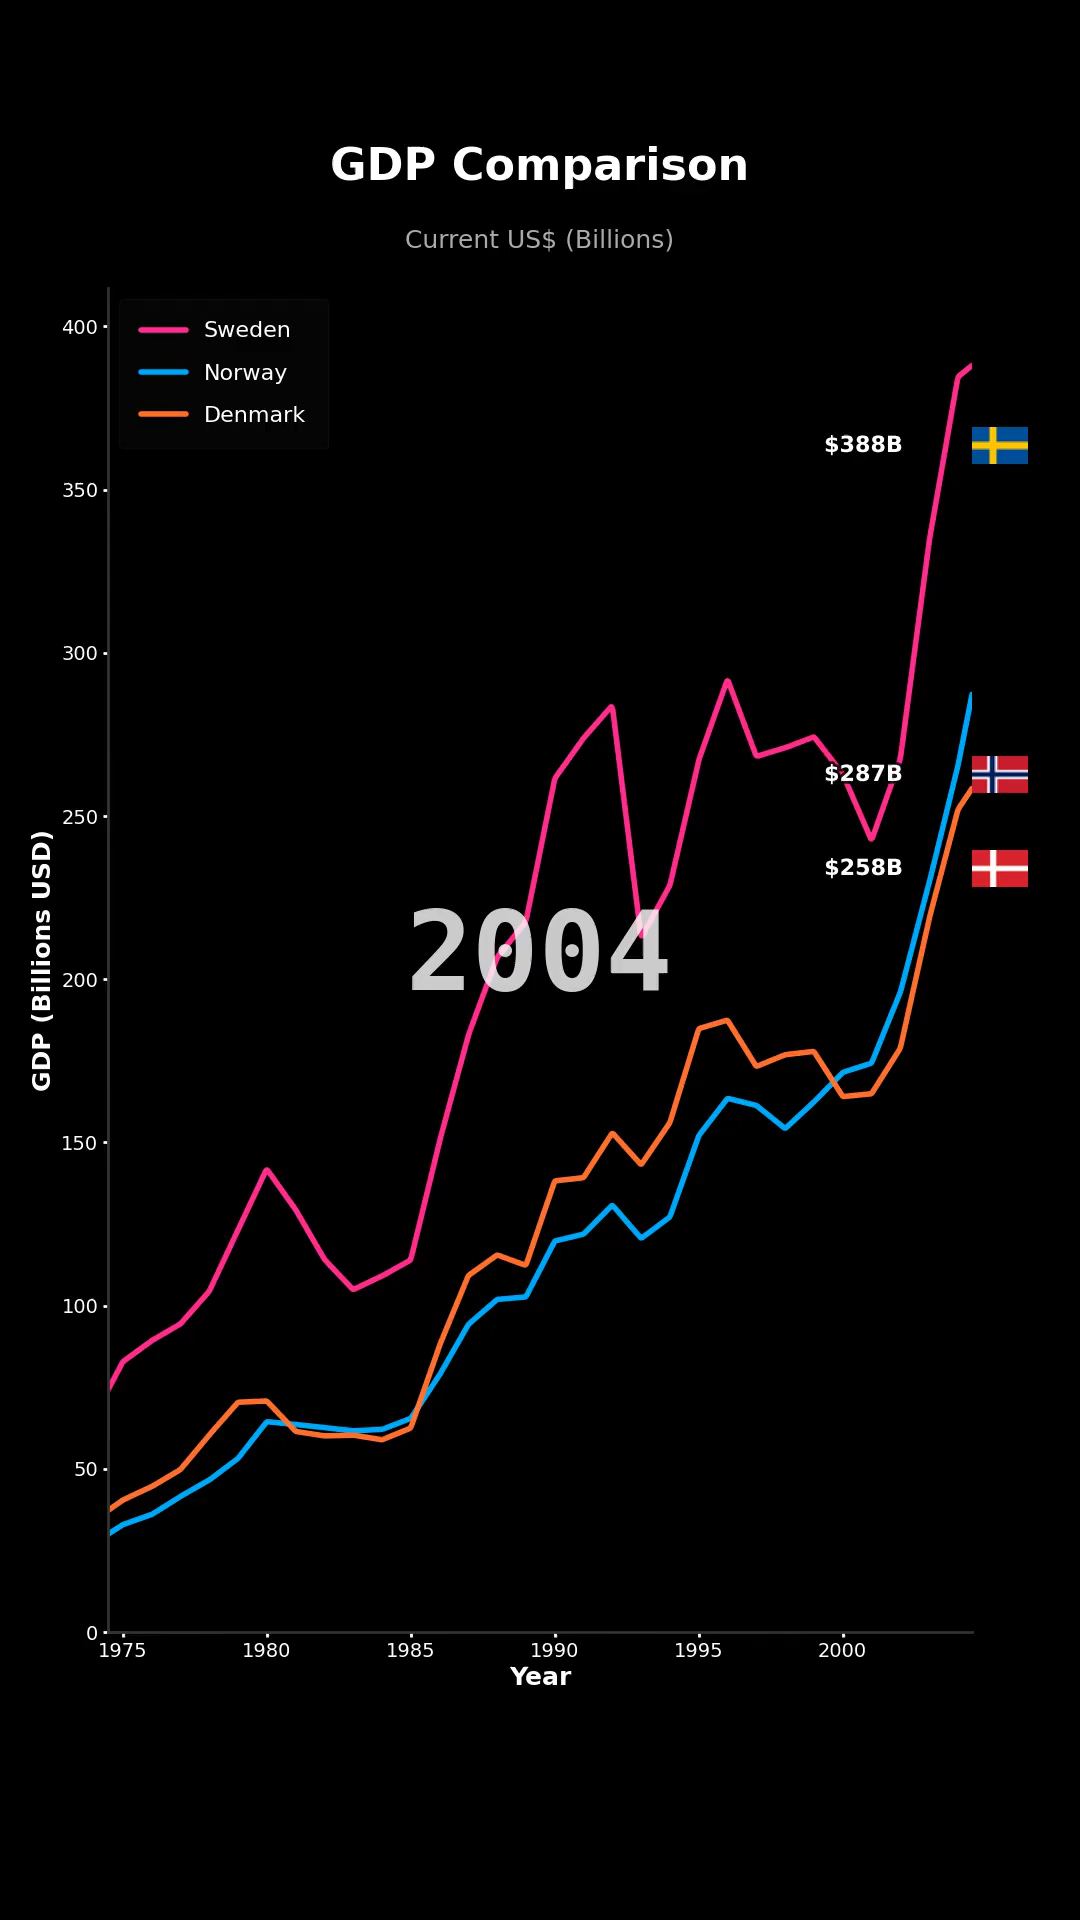 GDP Comparison
Current US$ (Billions)
Sweden
Norway
Denmark
400
350
300
250
200
150
100
50
0
GDP (Billions USD)
$388B
$287B
$258B
2004
1975 1980 1985 1990 1995 2000
Year